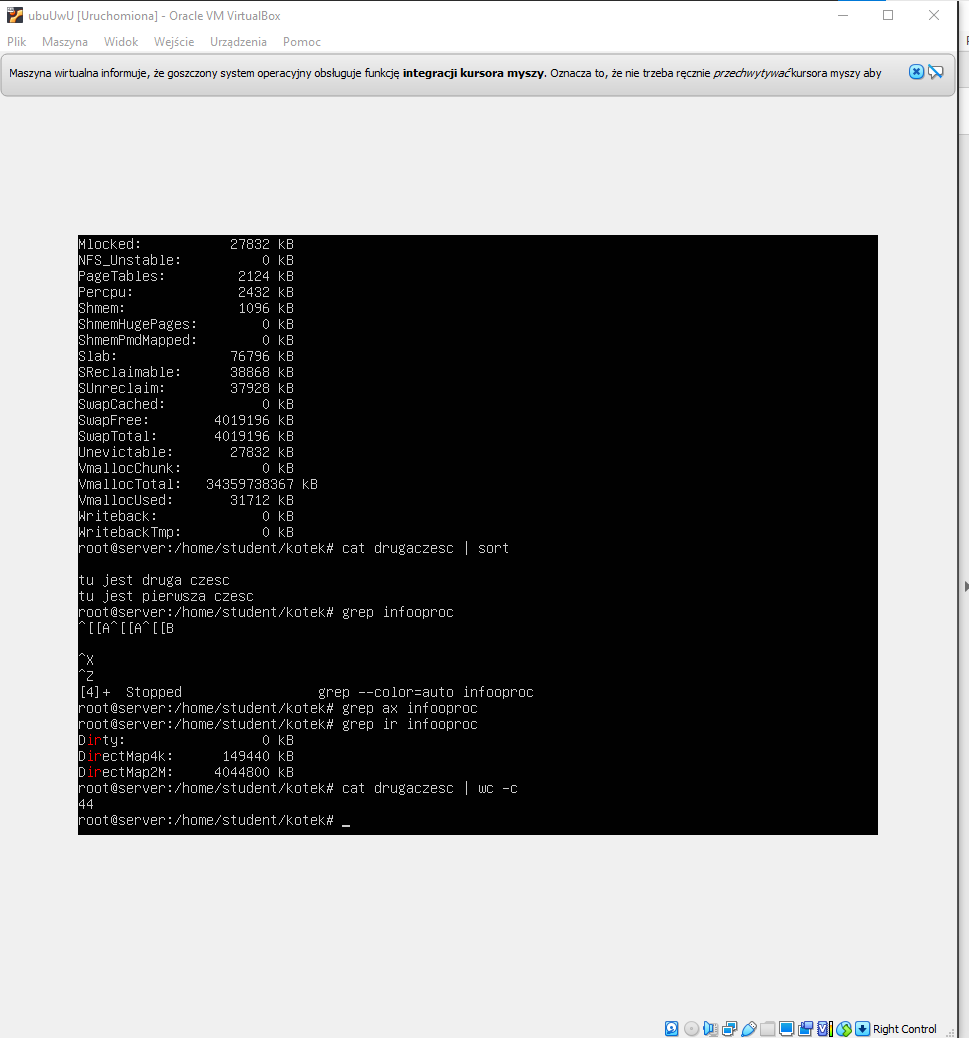 ubuUwU [Uruchomiona] - Oracle VM VirtualBox
Plik Maszyna Widok Wejście Urządzenia Pomoc
Maszyna wirtualna informuje, że goszczony system operacyjny obsługuje funkcję integracji kursora myszy. Oznacza to, że nie trzeba ręcznie przechwytywać kursora myszy aby
Mlocked: 27832 kB
NFS_Unstable: 0 kB
PageTables: 2124 kB
Percpu: 2432 kB
Shmem: 1096 kB
ShmemHugePages: 0 kB
ShmemPmdMapped: 0 kB
Slab: 76796 kB
SReclaimable: 38868 kB
SUnreclaim: 37928 kB
SwapCached: 0 kB
SwapFree: 4019196 kB
SwapTotal: 4019196 kB
Unevictable: 27832 kB
VmallocChunk: 0 kB
VmallocTotal: 34359738367 kB
VmallocUsed: 31712 kB
Writeback: 0 kB
WritebackTmp: 0 kB
root@server:/home/student/kotek# cat drugaczesc | sort
tu jest druga czesc
tu jest pierwsza czesc
root@server:/home/student/kotek# grep infooproc
^[[A^[[A^[[B
^X
^Z
[4]+ Stopped grep --color=auto infooproc
root@server:/home/student/kotek# grep ax infooproc
root@server:/home/student/kotek# grep ir infooproc
Dirty: 0 kB
DirectMap4k: 149440 kB
DirectMap2M: 4044800 kB
root@server:/home/student/kotek# cat drugaczesc | wc -c
44
root@server:/home/student/kotek# _
Right Control